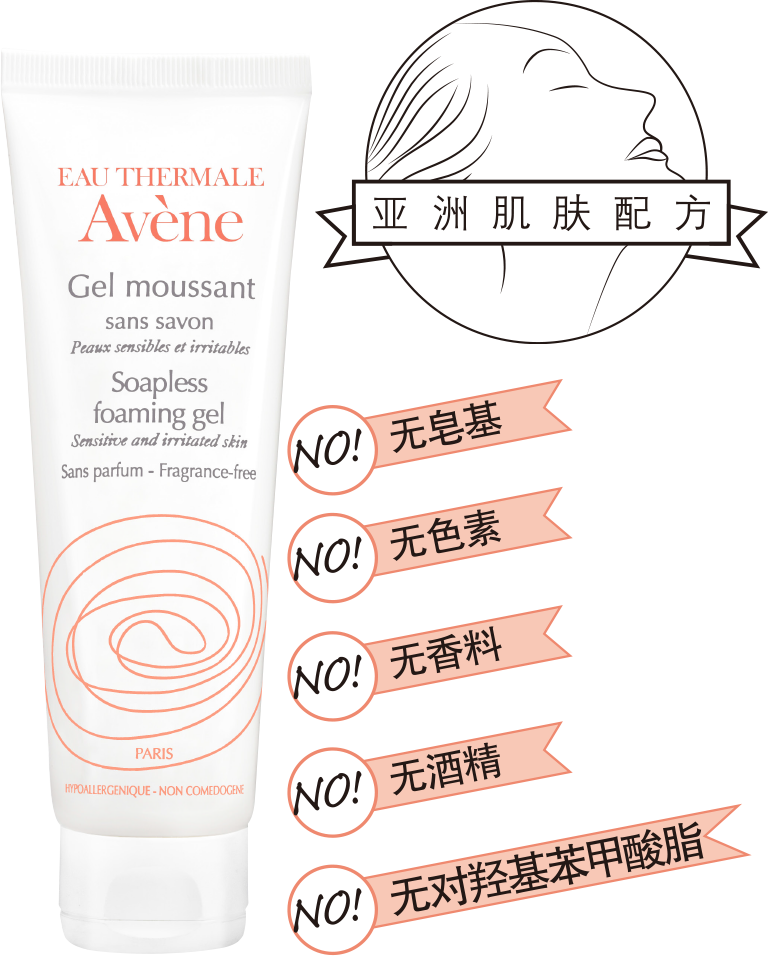 EAU THERMALE
Avène
Gel moussant
sans savon
Peaux sensibles et irritables
Soapless
foaming gel
Sensitive and irritated skin
Sans parfum - Fragrance-free
PARIS
HYPOALLERGENIQUE - NON COMEDOGENE
亚洲肌肤配方
NO! 无皂基
NO! 无色素
NO! 无香料
NO! 无酒精
NO! 无对羟基苯甲酸脂